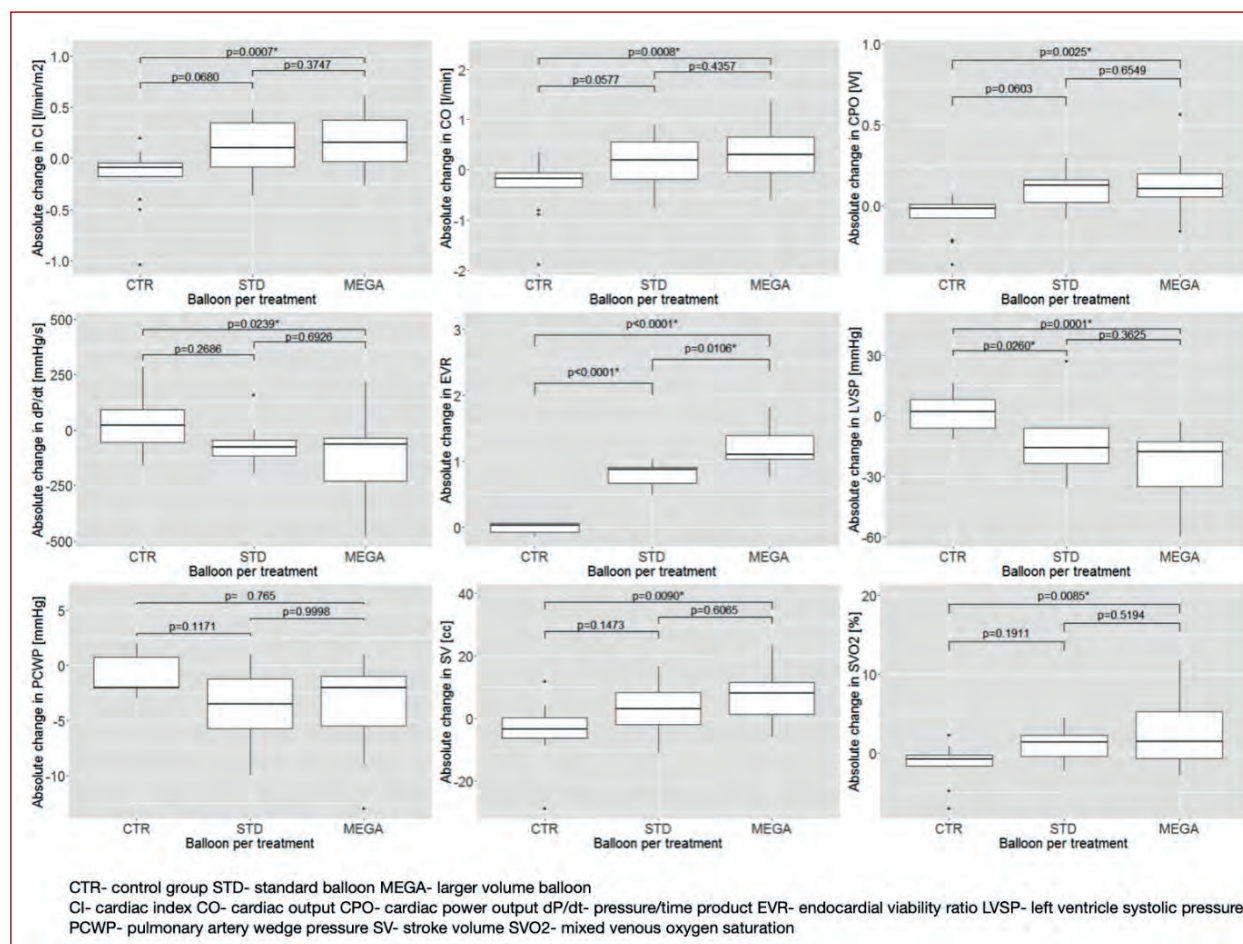 Absolute change in CI [l/min/m2]
1.0
0.5
0.0
-0.5
-1.0
p=0.0007*
p=0.3747
p=0.0680
CTR STD MEGA
Balloon per treatment
Absolute change in CO [l/min]
2
1
0
-1
-2
p=0.0008*
p=0.4357
p=0.0577
CTR STD MEGA
Balloon per treatment
Absolute change in CPO [W]
1.0
0.5
0.0
p=0.0025*
p=0.6549
p=0.0603
CTR STD MEGA
Balloon per treatment
Absolute change in dP/dt [mmHg/s]
500
250
0
-250
-500
p=0.0239*
p=0.6926
p=0.2686
CTR STD MEGA
Balloon per treatment
Absolute change in EVR
3
2
1
0
p<0.0001*
p=0.0106*
p<0.0001*
CTR STD MEGA
Balloon per treatment
Absolute change in LVSP [mmHg]
30
0
-30
-60
p=0.0001*
p=0.3625
p=0.0260*
CTR STD MEGA
Balloon per treatment
Absolute change in PCWP [mmHg]
5
0
-5
-10
p= 0.765
p=0.9998
p=0.1171
CTR STD MEGA
Balloon per treatment
Absolute change in SV [cc]
40
20
0
-20
p=0.0090*
p=0.6065
p=0.1473
CTR STD MEGA
Balloon per treatment
Absolute change in SVO2 [%]
20
10
0
p=0.0085*
p=0.5194
p=0.1911
CTR STD MEGA
Balloon per treatment
CTR- control group STD- standard balloon MEGA- larger volume balloon
CI- cardiac index CO- cardiac output CPO- cardiac power output dP/dt- pressure/time product EVR- endocardial viability ratio LVSP- left ventricle systolic pressure
PCWP- pulmonary artery wedge pressure SV- stroke volume SVO2- mixed venous oxygen saturation